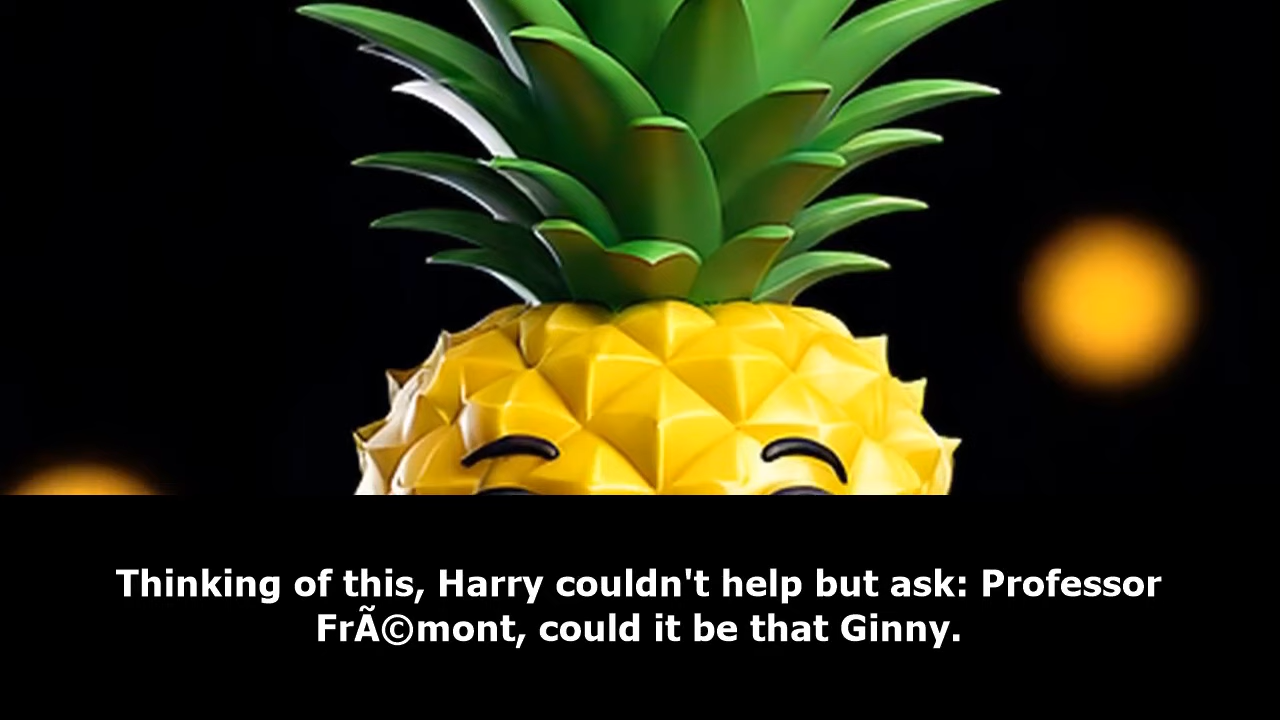 Thinking of this, Harry couldn't help but ask: Professor
FrÃ©mont, could it be that Ginny.